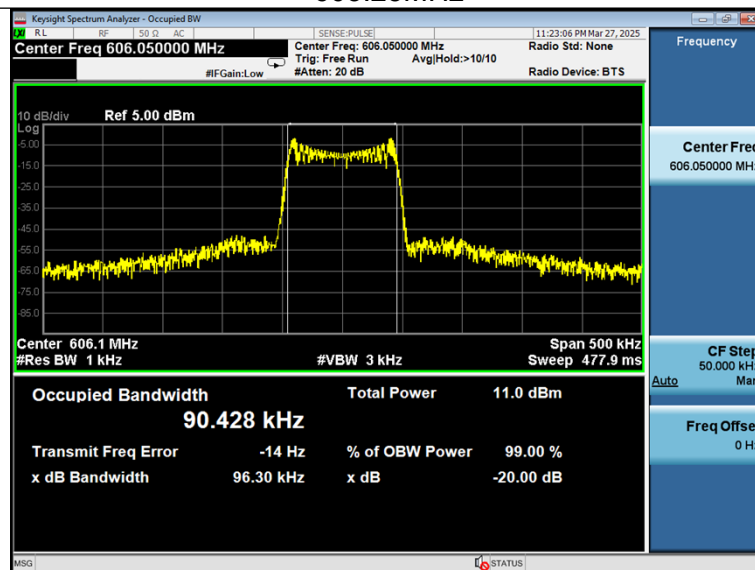 Keysight Spectrum Analyzer - Occupied BW
LXI RL RF 50 Ω AC SENSE:PULSE 11:23:06 PM Mar 27, 2025
Center Freq 606.050000 MHz
Center Freq: 606.050000 MHz
Radio Std: None
Trig: Free Run Avg|Hold:>10/10
#IFGain:Low #Atten: 20 dB Radio Device: BTS
10 dB/div Ref 5.00 dBm
Log
-5.00
-15.0
-25.0
-35.0
-45.0
-55.0
-65.0
-75.0
-85.0
Center 606.1 MHz Span 500 kHz
#Res BW 1 kHz #VBW 3 kHz Sweep 477.9 ms
Occupied Bandwidth Total Power 11.0 dBm
90.428 kHz
Transmit Freq Error -14 Hz % of OBW Power 99.00 %
x dB Bandwidth 96.30 kHz x dB -20.00 dB
Frequency
Center Freq
606.050000 MHz
CF Step
50.000 kHz
Auto Man
Freq Offset
0 Hz
MSG STATUS